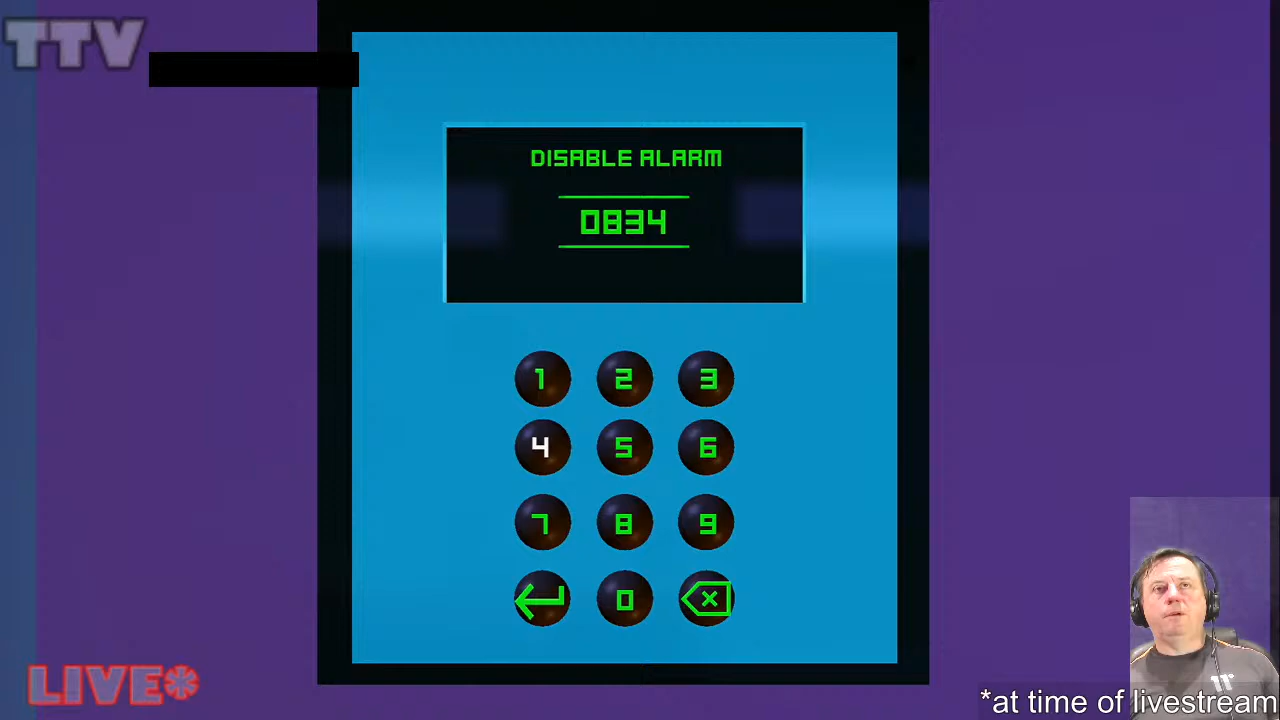 TTV
DISABLE ALARM
0834
1 2 3
4 5 6
7 8 9
0
LIVE*
*at time of livestream